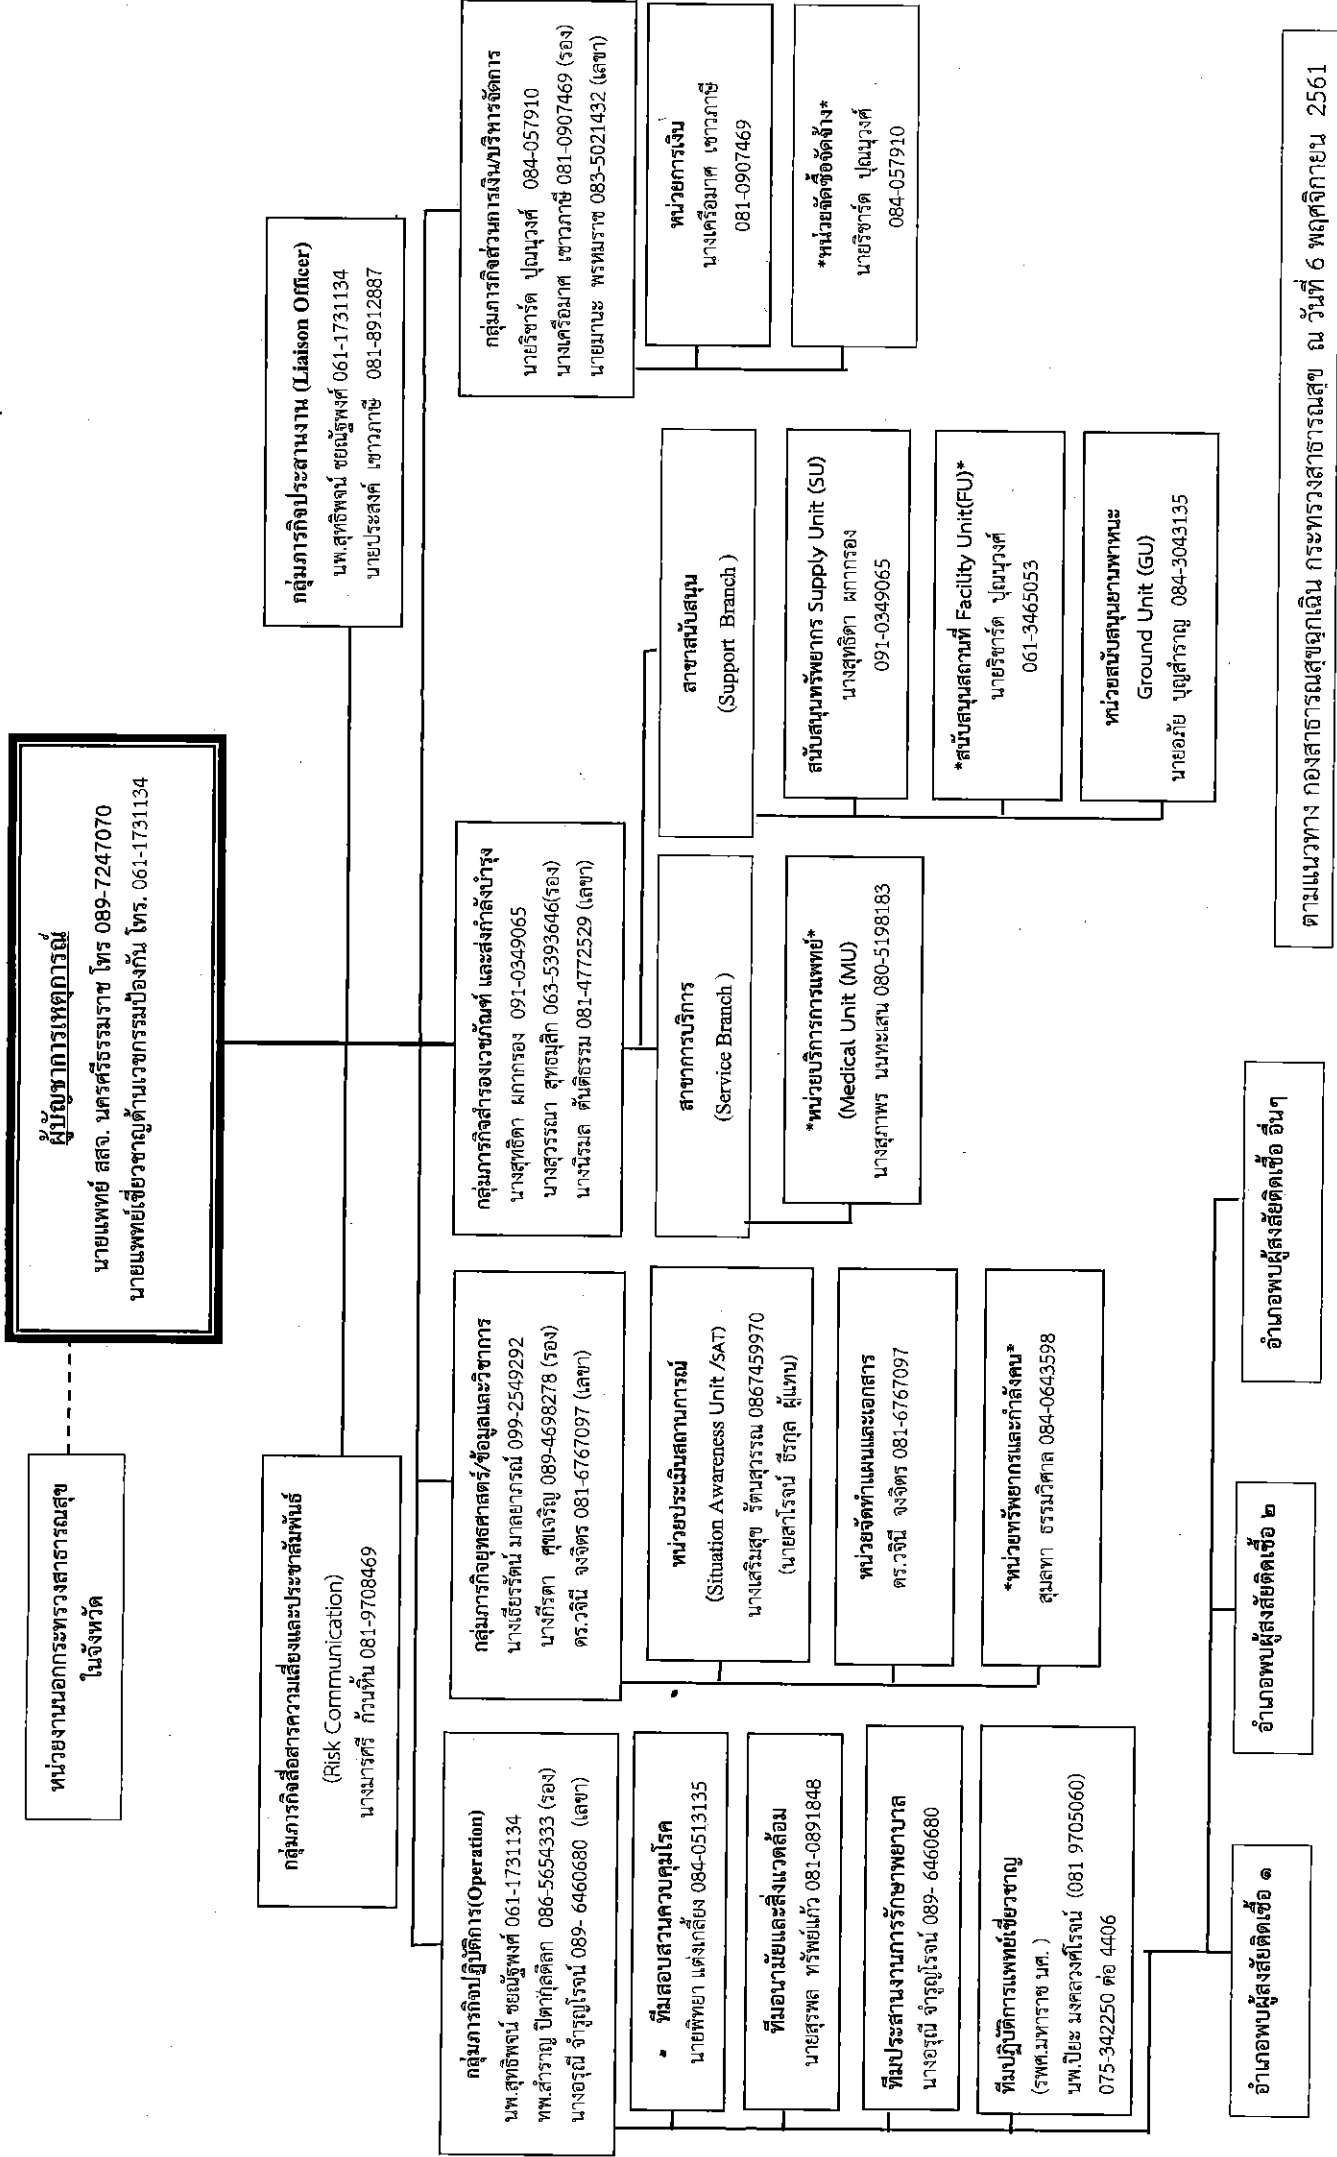 ผู้บัญชาการเหตุการณ์
นายแพทย์ สสจ. นครศรีธรรมราช โทร 089-7247070
นายแพทย์เชี่ยวชาญด้านเวชกรรมป้องกัน โทร. 061-1731134
หน่วยงานนอกกระทรวงสาธารณสุข
ในจังหวัด
กลุ่มภารกิจสื่อสารความเสี่ยงและประชาสัมพันธ์
(Risk Communication)
นางมารศรี ก้วนหิ้น 081-9708469
กลุ่มภารกิจประสานงาน (Liaison Officer)
นพ.สุทธิพจน์ ชยณัฐพงศ์ 061-1731134
นายประสงค์ เชาวภาษี 081-8912887
กลุ่มภารกิจปฏิบัติการ(Operation)
นพ.สุทธิพจน์ ชยณัฐพงศ์ 061-1731134
ทพ.สำราญ ปิตากุลดิลก 086-5654333 (รอง)
นางอรุณี จำรูญโรจน์ 089- 6460680 (เลขา)
ทีมสอบสวนควบคุมโรค
นายพิทยา แต่งเกลี้ยง 084-0513135
ทีมอนามัยและสิ่งแวดล้อม
นายสุรพล ทรัพย์แก้ว 081-0891848
ทีมประสานงานการรักษาพยาบาล
นางอรุณี จำรูญโรจน์ 089- 6460680
ทีมปฏิบัติการแพทย์เชี่ยวชาญ
(รพศ.มหาราช นศ. )
นพ.ปิยะ มงคลวงศ์โรจน์ (081 9705060)
075-342250 ต่อ 4406
กลุ่มภารกิจยุทธศาสตร์/ข้อมูลและวิชาการ
นางเธียรรัตน์ มาลยาภรณ์ 099-2549292
นางกีรตา ศุขเจริญ 089-4698278 (รอง)
ดร.วจินี จงจิตร 081-6767097 (เลขา)
หน่วยประเมินสถานการณ์
(Situation Awareness Unit /SAT)
นางเสริมสุข รัตนสุวรรณ 0867459970
(นายสาโรจน์ ธีรกุล ผู้แทน)
หน่วยจัดทำแผนและเอกสาร
ดร.วจินี จงจิตร 081-6767097
*หน่วยทรัพยากรและกำลังคน*
สุมลทา ธรรมวิศาล 084-0643598
กลุ่มภารกิจสำรองเวชภัณฑ์ และส่งกำลังบำรุง
นางสุทธิดา ผกากรอง 091-0349065
นางสุวรรณา สุทธมุสิก 063-5393646(รอง)
นางนิรมล ตันติธรรม 081-4772529 (เลขา)
สาขาการบริการ
(Service Branch )
*หน่วยบริการการแพทย์*
(Medical Unit (MU)
นางสุภาพร นนทะเสน 080-5198183
สาขาสนับสนุน
(Support Branch )
สนับสนุนทรัพยากร Supply Unit (SU)
นางสุทธิดา ผกากรอง
091-0349065
*สนับสนุนสถานที่ Facility Unit(FU)*
นายริชาร์ด ปุณนุวงศ์
061-3465053
หน่วยสนับสนุนยานพาหนะ
Ground Unit (GU)
นายอภัย บุญสำราญ 084-3043135
กลุ่มภารกิจส่วนการเงิน/บริหารจัดการ
นายริชาร์ด ปุณนุวงศ์ 084-057910
นางเครือมาศ เชาวภาษี 081-0907469 (รอง)
นายมานะ พรหมราช 083-5021432 (เลขา)
หน่วยการเงิน
นางเครือมาศ เชาวภาษี
081-0907469
*หน่วยจัดซื้อจัดจ้าง*
นายริชาร์ด ปุณนุวงศ์
084-057910
อำเภอพบผู้สงสัยติดเชื้อ ๑
อำเภอพบผู้สงสัยติดเชื้อ ๒
อำเภอพบผู้สงสัยติดเชื้อ อื่นๆ
ตามแนวทาง กองสาธารณสุขฉุกเฉิน กระทรวงสาธารณสุข ณ วันที่ 6 พฤศจิกายน 2561